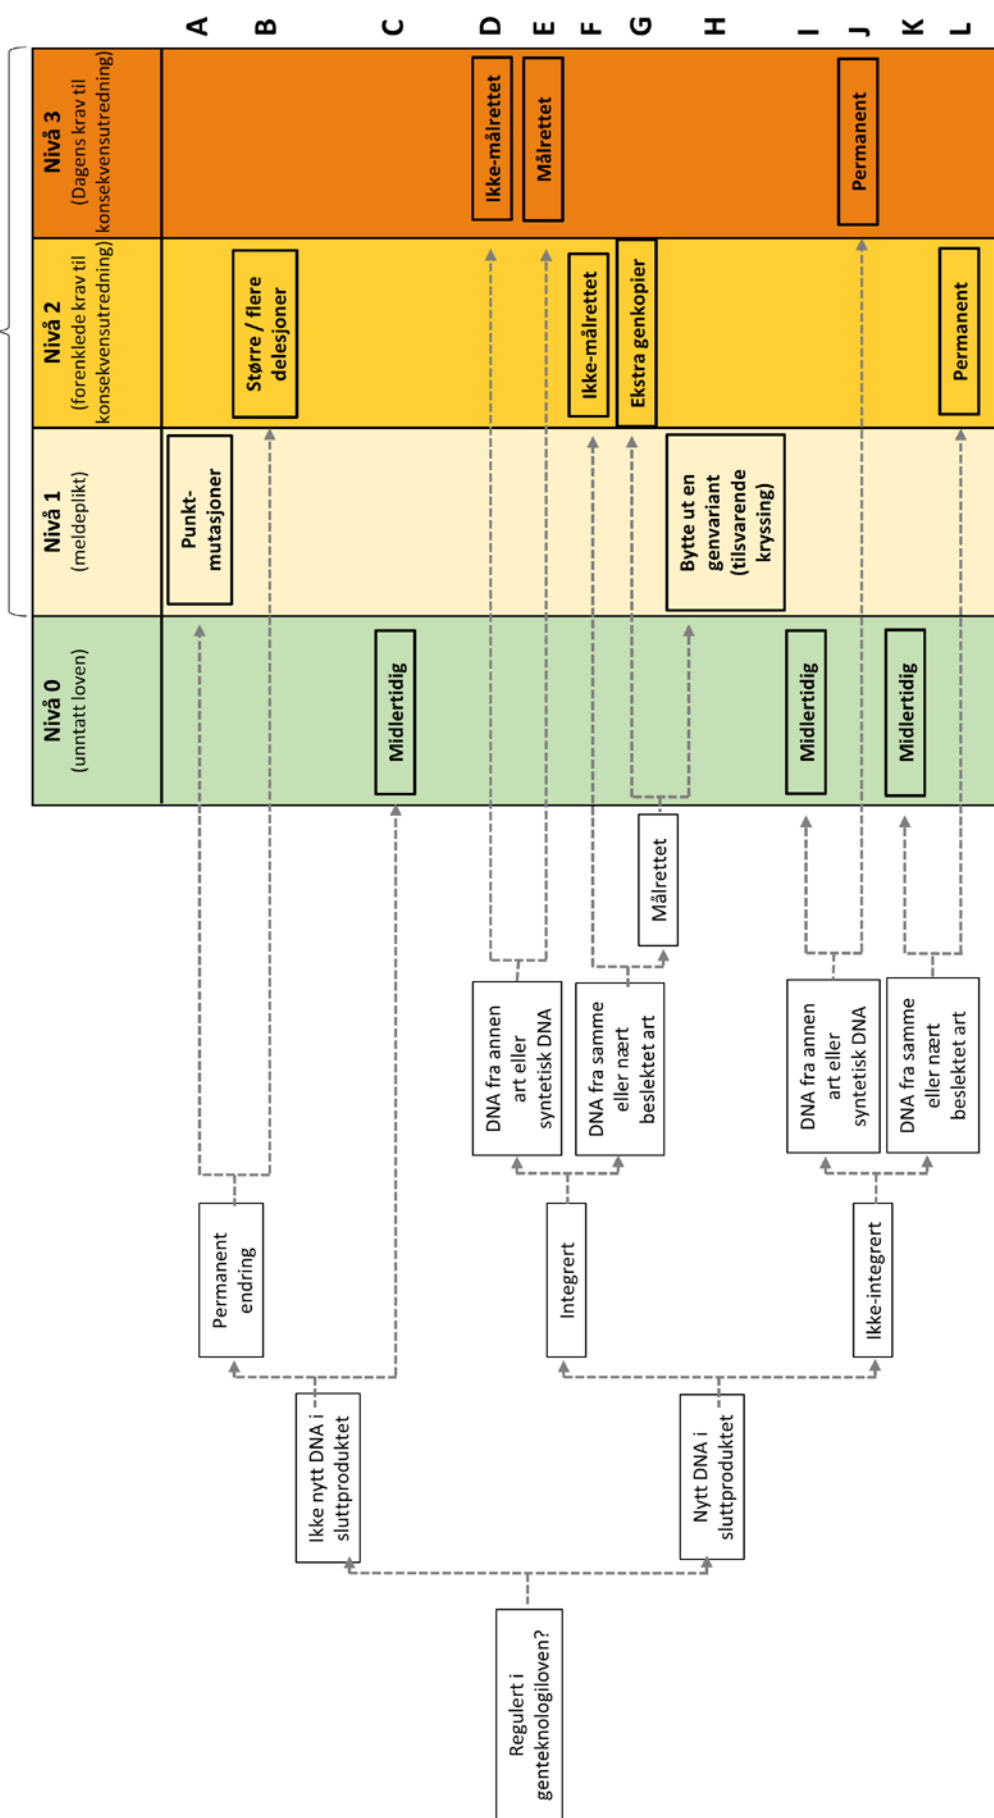 Nivå 0
(unntatt loven)
Nivå 1
(meldeplikt)
Nivå 2
(forenklede krav til
konsekvensutredning)
Nivå 3
(Dagens krav til
konsekvensutredning)
Regulert i
genteknologiloven?
Ikke nytt DNA i
sluttproduktet
Permanent
endring
Punkt-
mutasjoner
A
Større / flere
delesjoner
B
Midlertidig
C
Nytt DNA i
sluttproduktet
Integrert
DNA fra annen
art eller
syntetisk DNA
Ikke-målrettet
D
Målrettet
E
DNA fra samme
eller nært
beslektet art
Ikke-målrettet
F
Målrettet
Ekstra genkopier
G
Bytte ut en
genvariant
(tilsvarende
kryssing)
H
Ikke-integrert
DNA fra annen
art eller
syntetisk DNA
Midlertidig
I
Permanent
J
DNA fra samme
eller nært
beslektet art
Midlertidig
K
Permanent
L